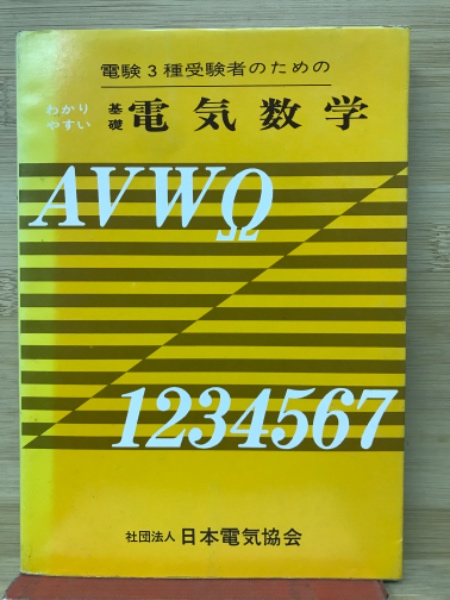 電験3種受験者のための
わかりやすい 基礎 電気数学
AVWΩ
1234567
社団法人 日本電気協会